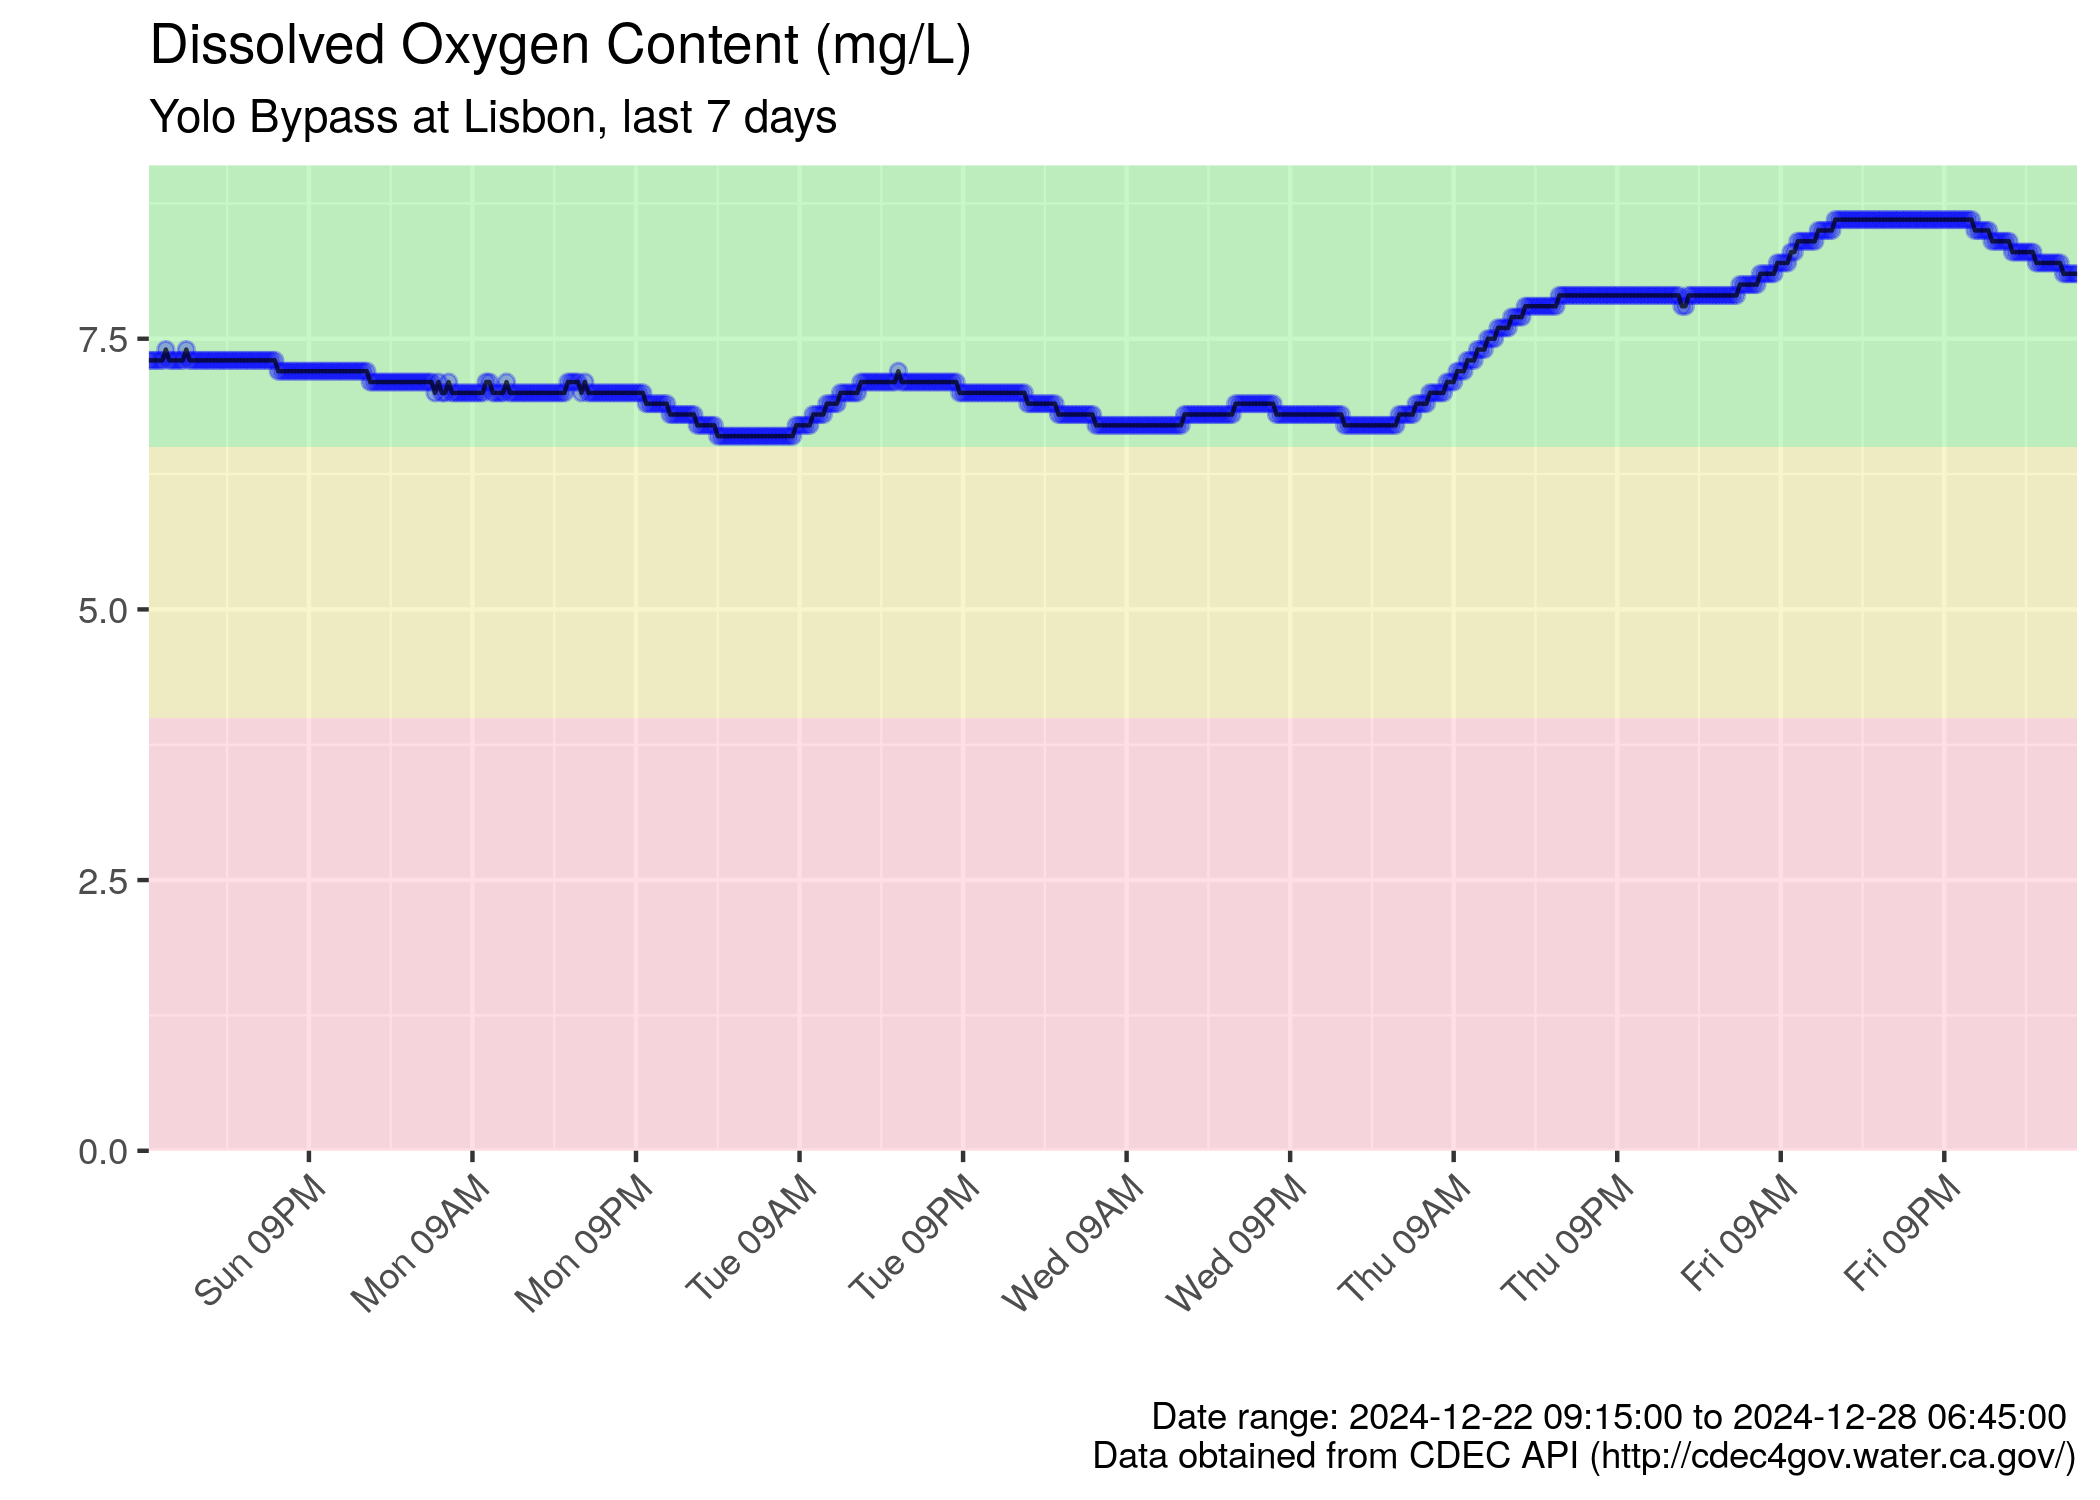 Dissolved Oxygen Content (mg/L)
Yolo Bypass at Lisbon, last 7 days
7.5
5.0
2.5
0.0
Sun 09PM
Mon 09AM
Mon 09PM
Tue 09AM
Tue 09PM
Wed 09AM
Wed 09PM
Thu 09AM
Thu 09PM
Fri 09AM
Fri 09PM
Date range: 2024-12-22 09:15:00 to 2024-12-28 06:45:00
Data obtained from CDEC API (http://cdec4gov.water.ca.gov/)